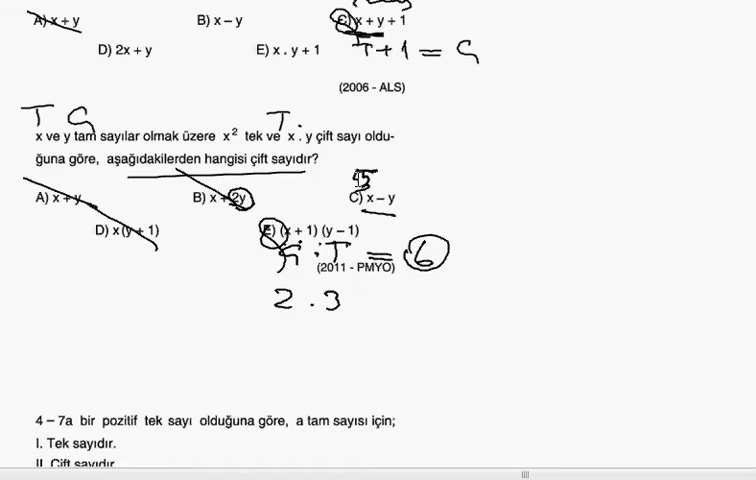 A) x + y B) x – y C) x + y + 1
D) 2x + y E) x . y + 1 T + 1 = Ç
(2006 - ALS)
T Ç T .
x ve y tam sayılar olmak üzere x² tek ve x . y çift sayı oldu-
ğuna göre, aşağıdakilerden hangisi çift sayıdır?
A) x + y B) x + 2y C) x – y
D) x(y + 1) E) (x + 1) (y – 1)
Ç . T = 6
(2011 - PMYO)
2 . 3
4 – 7a bir pozitif tek sayı olduğuna göre, a tam sayısı için;
I. Tek sayıdır.
II. Çift sayıdır.